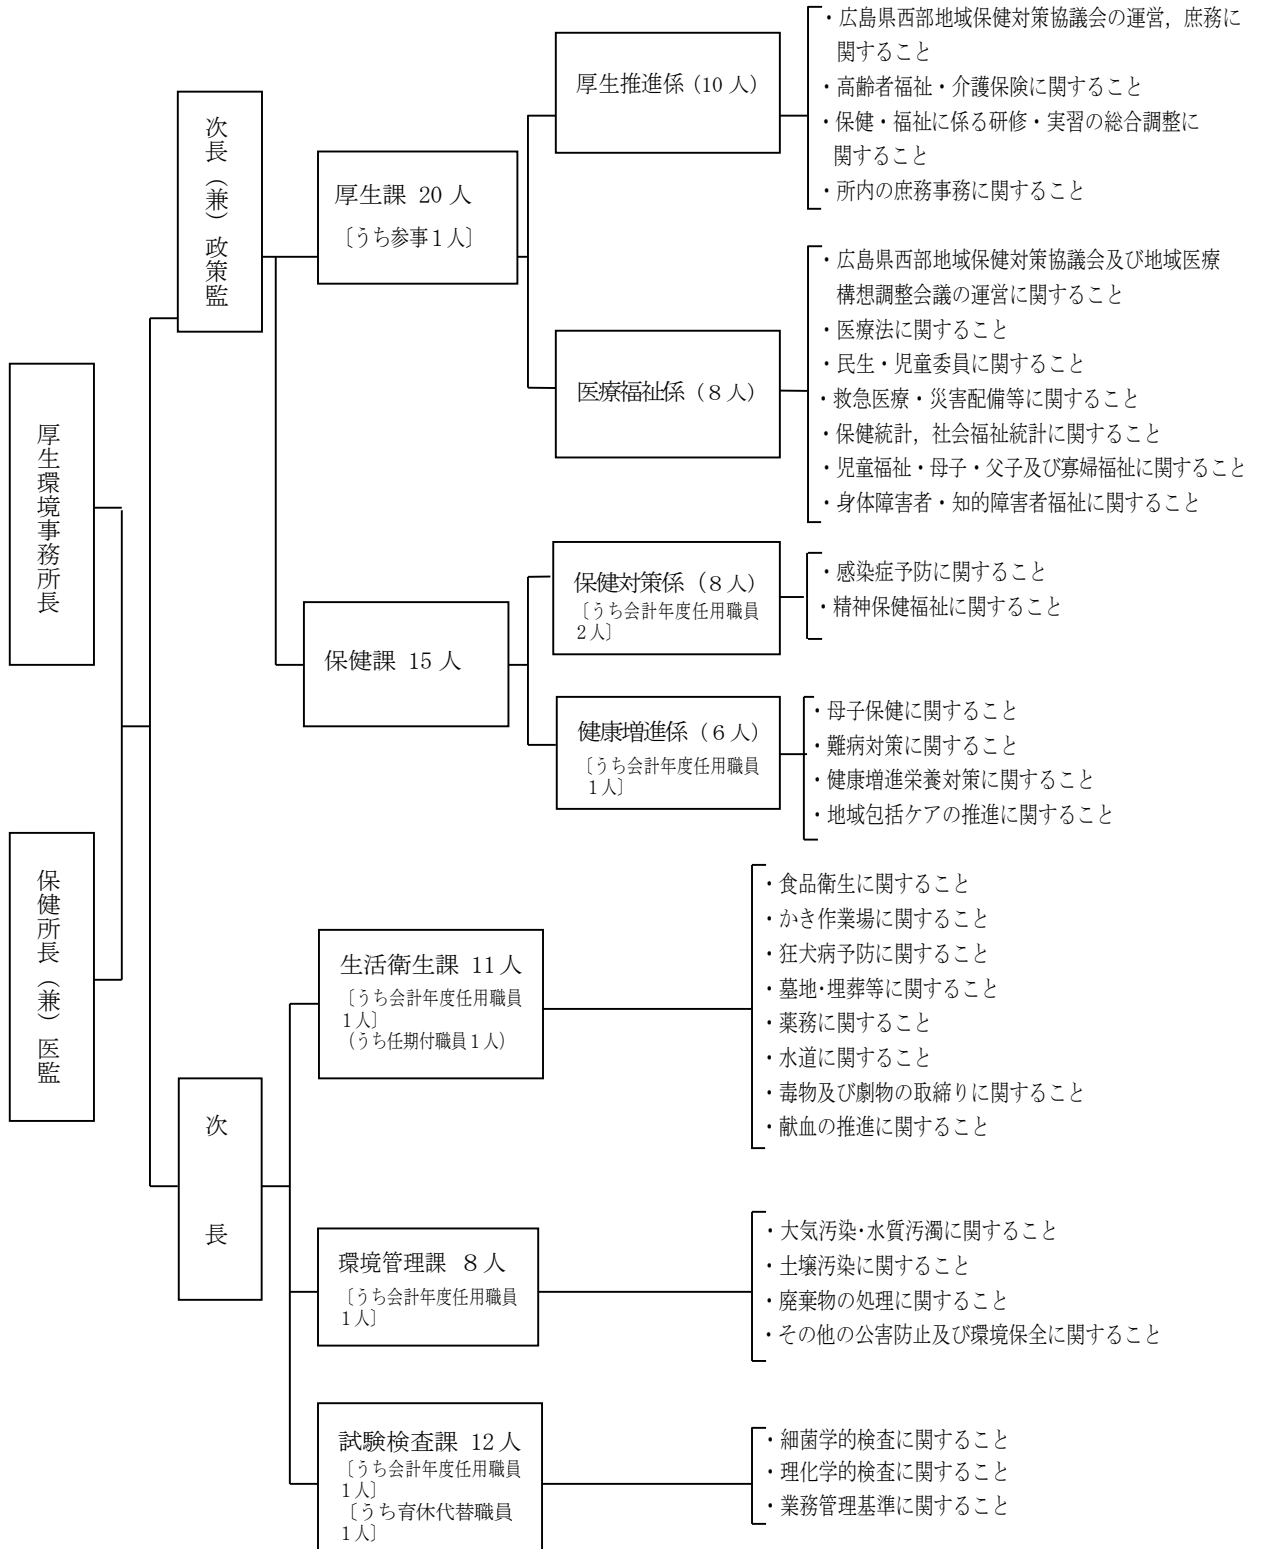 厚生環境事務所長
保健所長（兼）医監
次長（兼）政策監
厚生課 20 人
〔うち参事１人〕
厚生推進係（10 人）
・広島県西部地域保健対策協議会の運営，庶務に
関すること
・高齢者福祉・介護保険に関すること
・保健・福祉に係る研修・実習の総合調整に
関すること
・所内の庶務事務に関すること
医療福祉係（８人）
・広島県西部地域保健対策協議会及び地域医療
構想調整会議の運営に関すること
・医療法に関すること
・民生・児童委員に関すること
・救急医療・災害配備等に関すること
・保健統計，社会福祉統計に関すること
・児童福祉・母子・父子及び寡婦福祉に関すること
・身体障害者・知的障害者福祉に関すること
保健課 15 人
保健対策係（８人）
〔うち会計年度任用職員
２人〕
・感染症予防に関すること
・精神保健福祉に関すること
健康増進係（６人）
〔うち会計年度任用職員
１人〕
・母子保健に関すること
・難病対策に関すること
・健康増進栄養対策に関すること
・地域包括ケアの推進に関すること
次長
生活衛生課 11 人
〔うち会計年度任用職員
１人〕
（うち任期付職員１人）
・食品衛生に関すること
・かき作業場に関すること
・狂犬病予防に関すること
・墓地･埋葬等に関すること
・薬務に関すること
・水道に関すること
・毒物及び劇物の取締りに関すること
・献血の推進に関すること
環境管理課 ８人
〔うち会計年度任用職員
１人〕
・大気汚染･水質汚濁に関すること
・土壌汚染に関すること
・廃棄物の処理に関すること
・その他の公害防止及び環境保全に関すること
試験検査課 12 人
〔うち会計年度任用職員
１人〕
〔うち育休代替職員
１人〕
・細菌学的検査に関すること
・理化学的検査に関すること
・業務管理基準に関すること